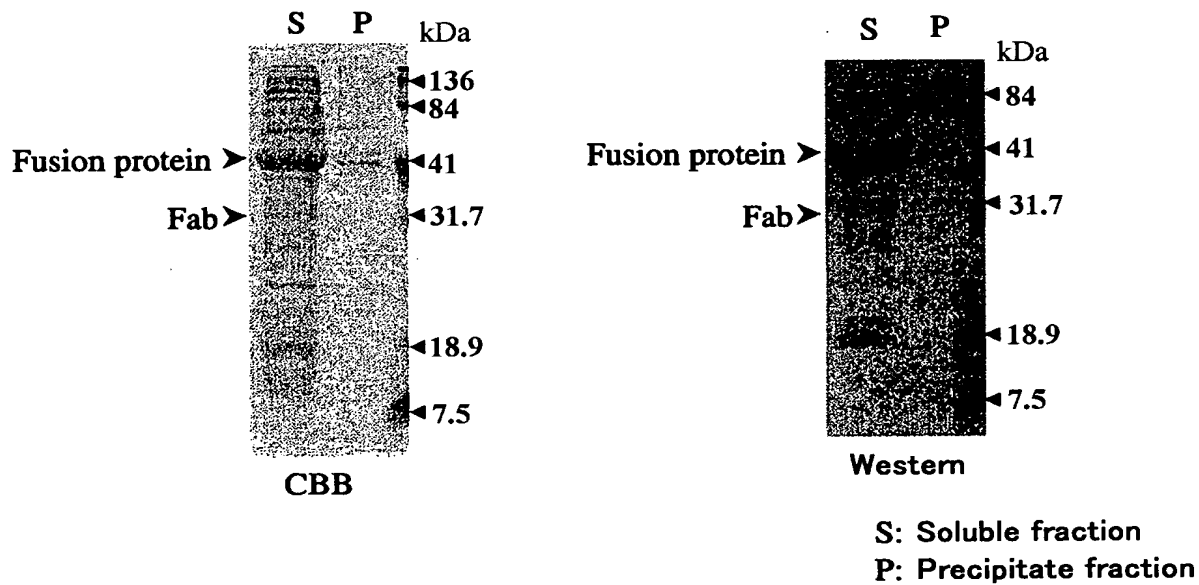 S P kDa
136
84
Fusion protein
41
Fab
31.7
18.9
7.5
CBB
S P kDa
84
Fusion protein
41
Fab
31.7
18.9
7.5
Western
S: Soluble fraction
P: Precipitate fraction